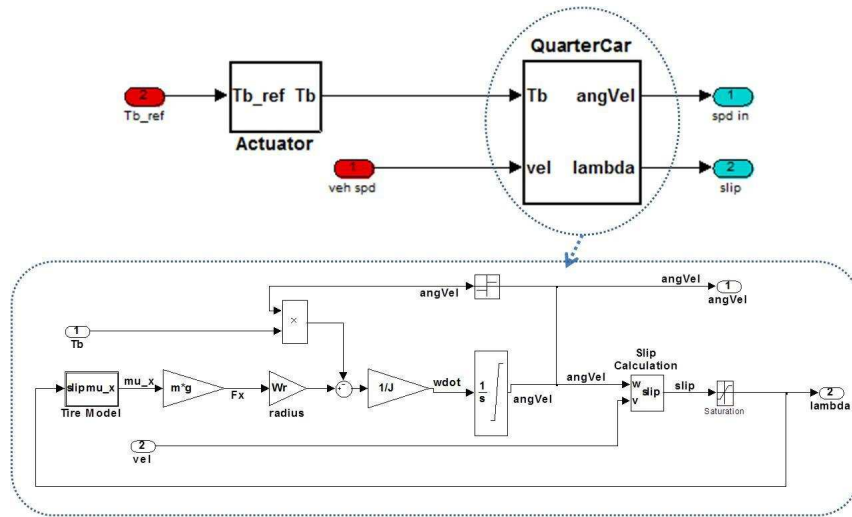 QuarterCar
2
Tb_ref
Tb_ref Tb
Actuator
Tb angVel
1
spd in
1
veh spd
vel lambda
2
slip
angVel
angVel
1
angVel
×
1
Tb
Slip
Calculation
slip mu_x
Tire Model
mu_x
m*g
Fx
Wr
radius
1/J
wdot
1
s
angVel
angVel
w
v
slip
slip
Saturation
2
lambda
2
vel